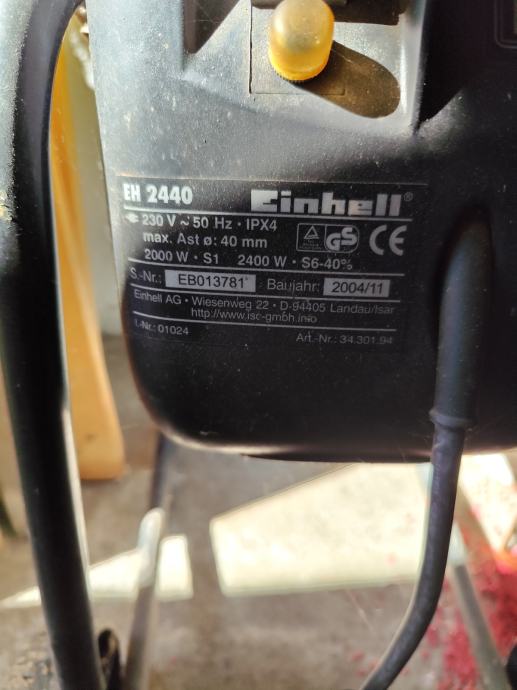 EH 2440 Einhell®
230 V ~ 50 Hz · IPX4
max. Ast ø: 40 mm
GS CE
2000 W · S1 2400 W · S6-40%
S.-Nr.: EB013781 Baujahr: 2004/11
Einhell AG · Wiesenweg 22 · D-94405 Landau/Isar
http://www.isc-gmbh.info
I.-Nr.: 01024 Art.-Nr.: 34.301.94